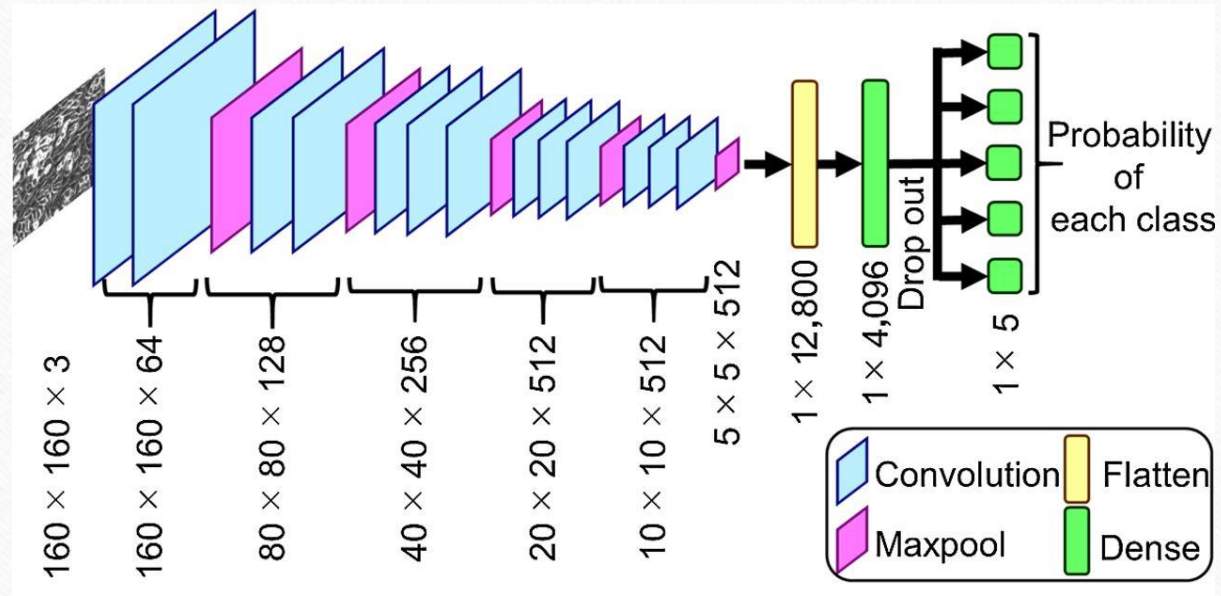 160 × 160 × 3
160 × 160 × 64
80 × 80 × 128
40 × 40 × 256
20 × 20 × 512
10 × 10 × 512
5 × 5 × 512
1 × 12,800
1 × 4,096
Drop out
1 × 5
Probability
of
each class
Convolution
Flatten
Maxpool
Dense